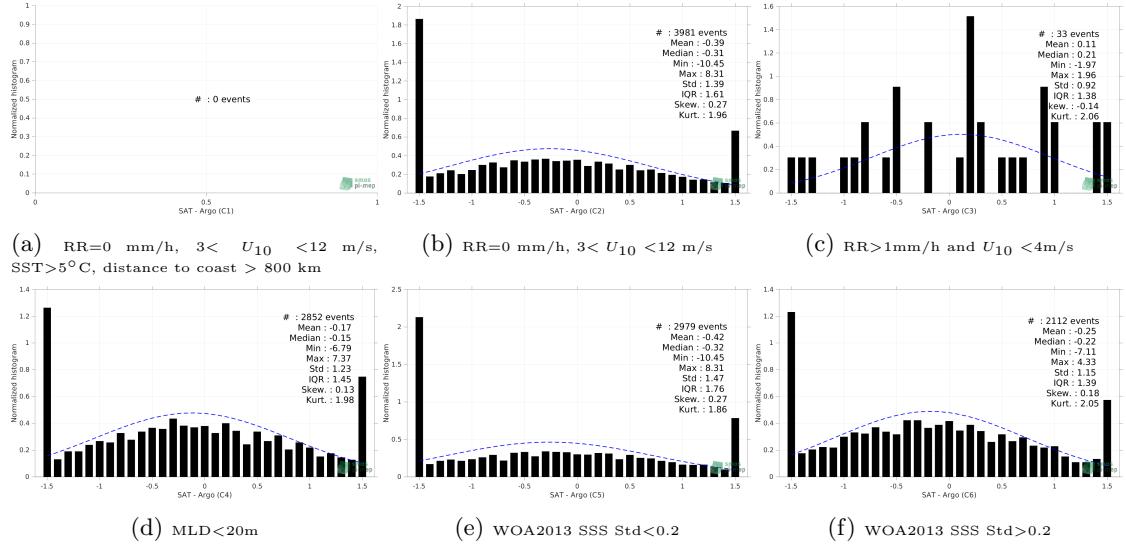 Normalized histogram
1
0.9
0.8
0.7
0.6
0.5
0.4
0.3
0.2
0.1
0
# : 0 events
smos
pi-mep
0 0.5 1
SAT - Argo (C1)
(a) RR=0 mm/h, 3< U10 <12 m/s,
SST>5°C, distance to coast > 800 km
Normalized histogram
2
1.8
1.6
1.4
1.2
1
0.8
0.6
0.4
0.2
0
# : 3981 events
Mean : -0.39
Median : -0.31
Min : -10.45
Max : 8.31
Std : 1.39
IQR : 1.61
Skew. : 0.27
Kurt. : 1.96
smos
pi-mep
-1.5 -1 -0.5 0 0.5 1 1.5
SAT - Argo (C2)
(b) RR=0 mm/h, 3< U10 <12 m/s
Normalized histogram
1.6
1.4
1.2
1
0.8
0.6
0.4
0.2
0
# : 33 events
Mean : 0.11
Median : 0.21
Min : -1.97
Max : 1.96
Std : 0.92
IQR : 1.38
kew. : -0.14
Kurt. : 2.06
smos
pi-mep
-1.5 -1 -0.5 0 0.5 1 1.5
SAT - Argo (C3)
(c) RR>1mm/h and U10 <4m/s
Normalized histogram
1.4
1.2
1
0.8
0.6
0.4
0.2
0
# : 2852 events
Mean : -0.17
Median : -0.15
Min : -6.79
Max : 7.37
Std : 1.23
IQR : 1.45
Skew. : 0.13
Kurt. : 1.98
smos
pi-mep
-1.5 -1 -0.5 0 0.5 1 1.5
SAT - Argo (C4)
(d) MLD<20m
Normalized histogram
2.5
2
1.5
1
0.5
0
# : 2979 events
Mean : -0.42
Median : -0.32
Min : -10.45
Max : 8.31
Std : 1.47
IQR : 1.76
Skew. : 0.27
Kurt. : 1.86
smos
pi-mep
-1.5 -1 -0.5 0 0.5 1 1.5
SAT - Argo (C5)
(e) WOA2013 SSS Std<0.2
Normalized histogram
1.4
1.2
1
0.8
0.6
0.4
0.2
0
# : 2112 events
Mean : -0.25
Median : -0.22
Min : -7.11
Max : 4.33
Std : 1.15
IQR : 1.39
Skew. : 0.18
Kurt. : 2.05
smos
pi-mep
-1.5 -1 -0.5 0 0.5 1 1.5
SAT - Argo (C6)
(f) WOA2013 SSS Std>0.2